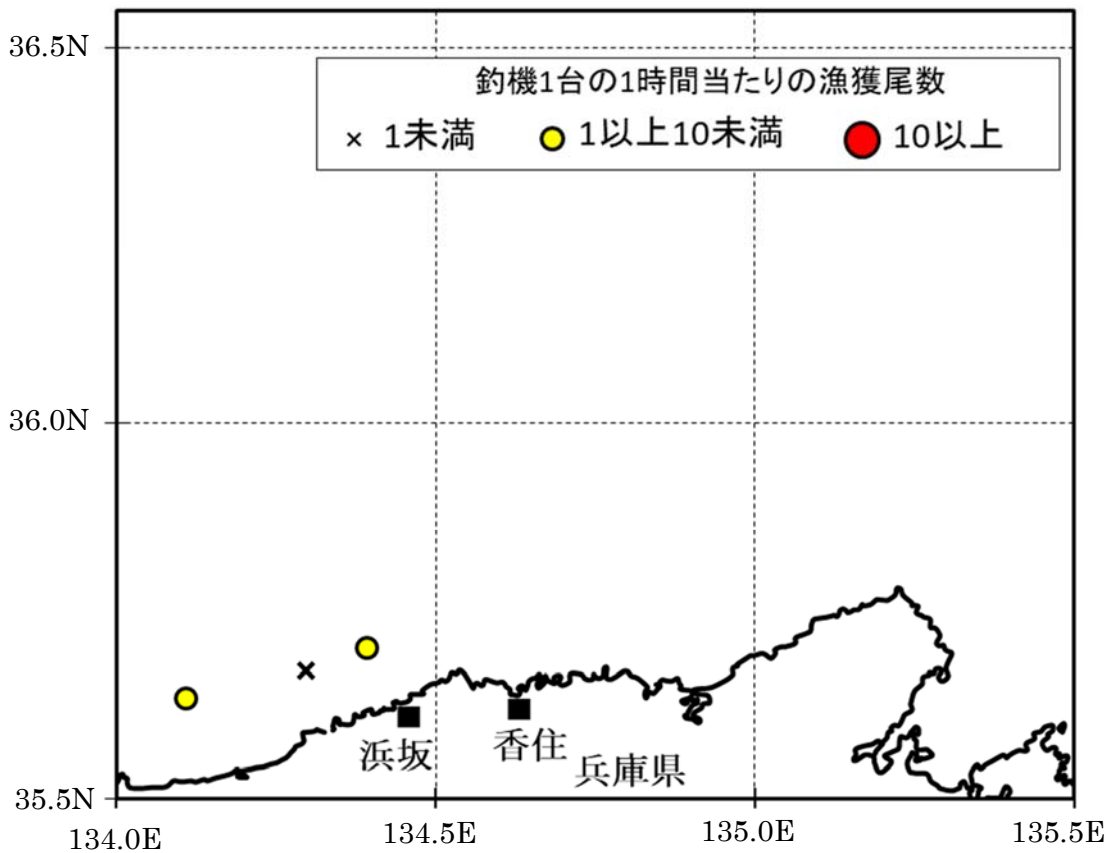 36.5N
釣機1台の1時間当たりの漁獲尾数
× 1未満 1以上10未満 10以上
36.0N
浜坂
香住
兵庫県
35.5N
134.0E 134.5E 135.0E 135.5E